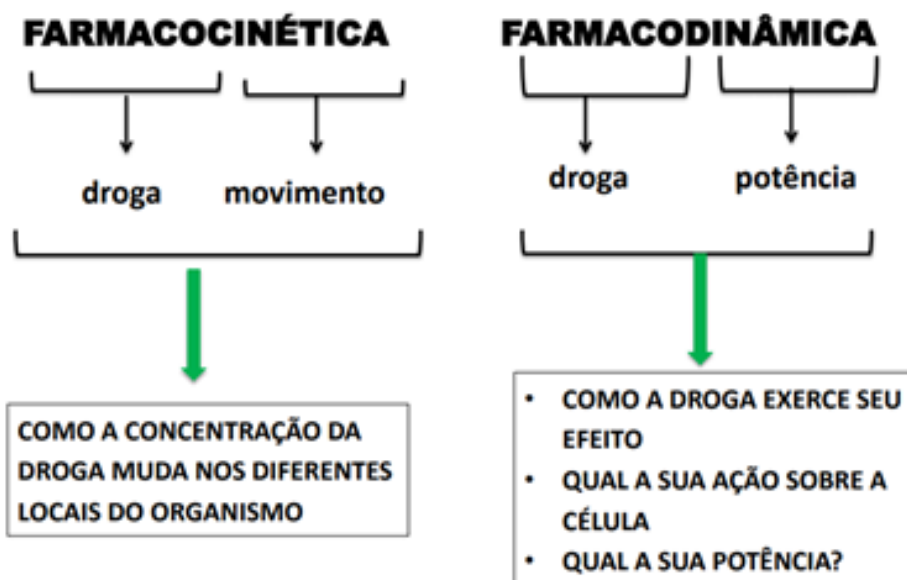 FARMACOCINÉTICA
droga movimento
COMO A CONCENTRAÇÃO DA
DROGA MUDA NOS DIFERENTES
LOCAIS DO ORGANISMO
FARMACODINÂMICA
droga potência
• COMO A DROGA EXERCE SEU
EFEITO
• QUAL A SUA AÇÃO SOBRE A
CÉLULA
• QUAL A SUA POTÊNCIA?